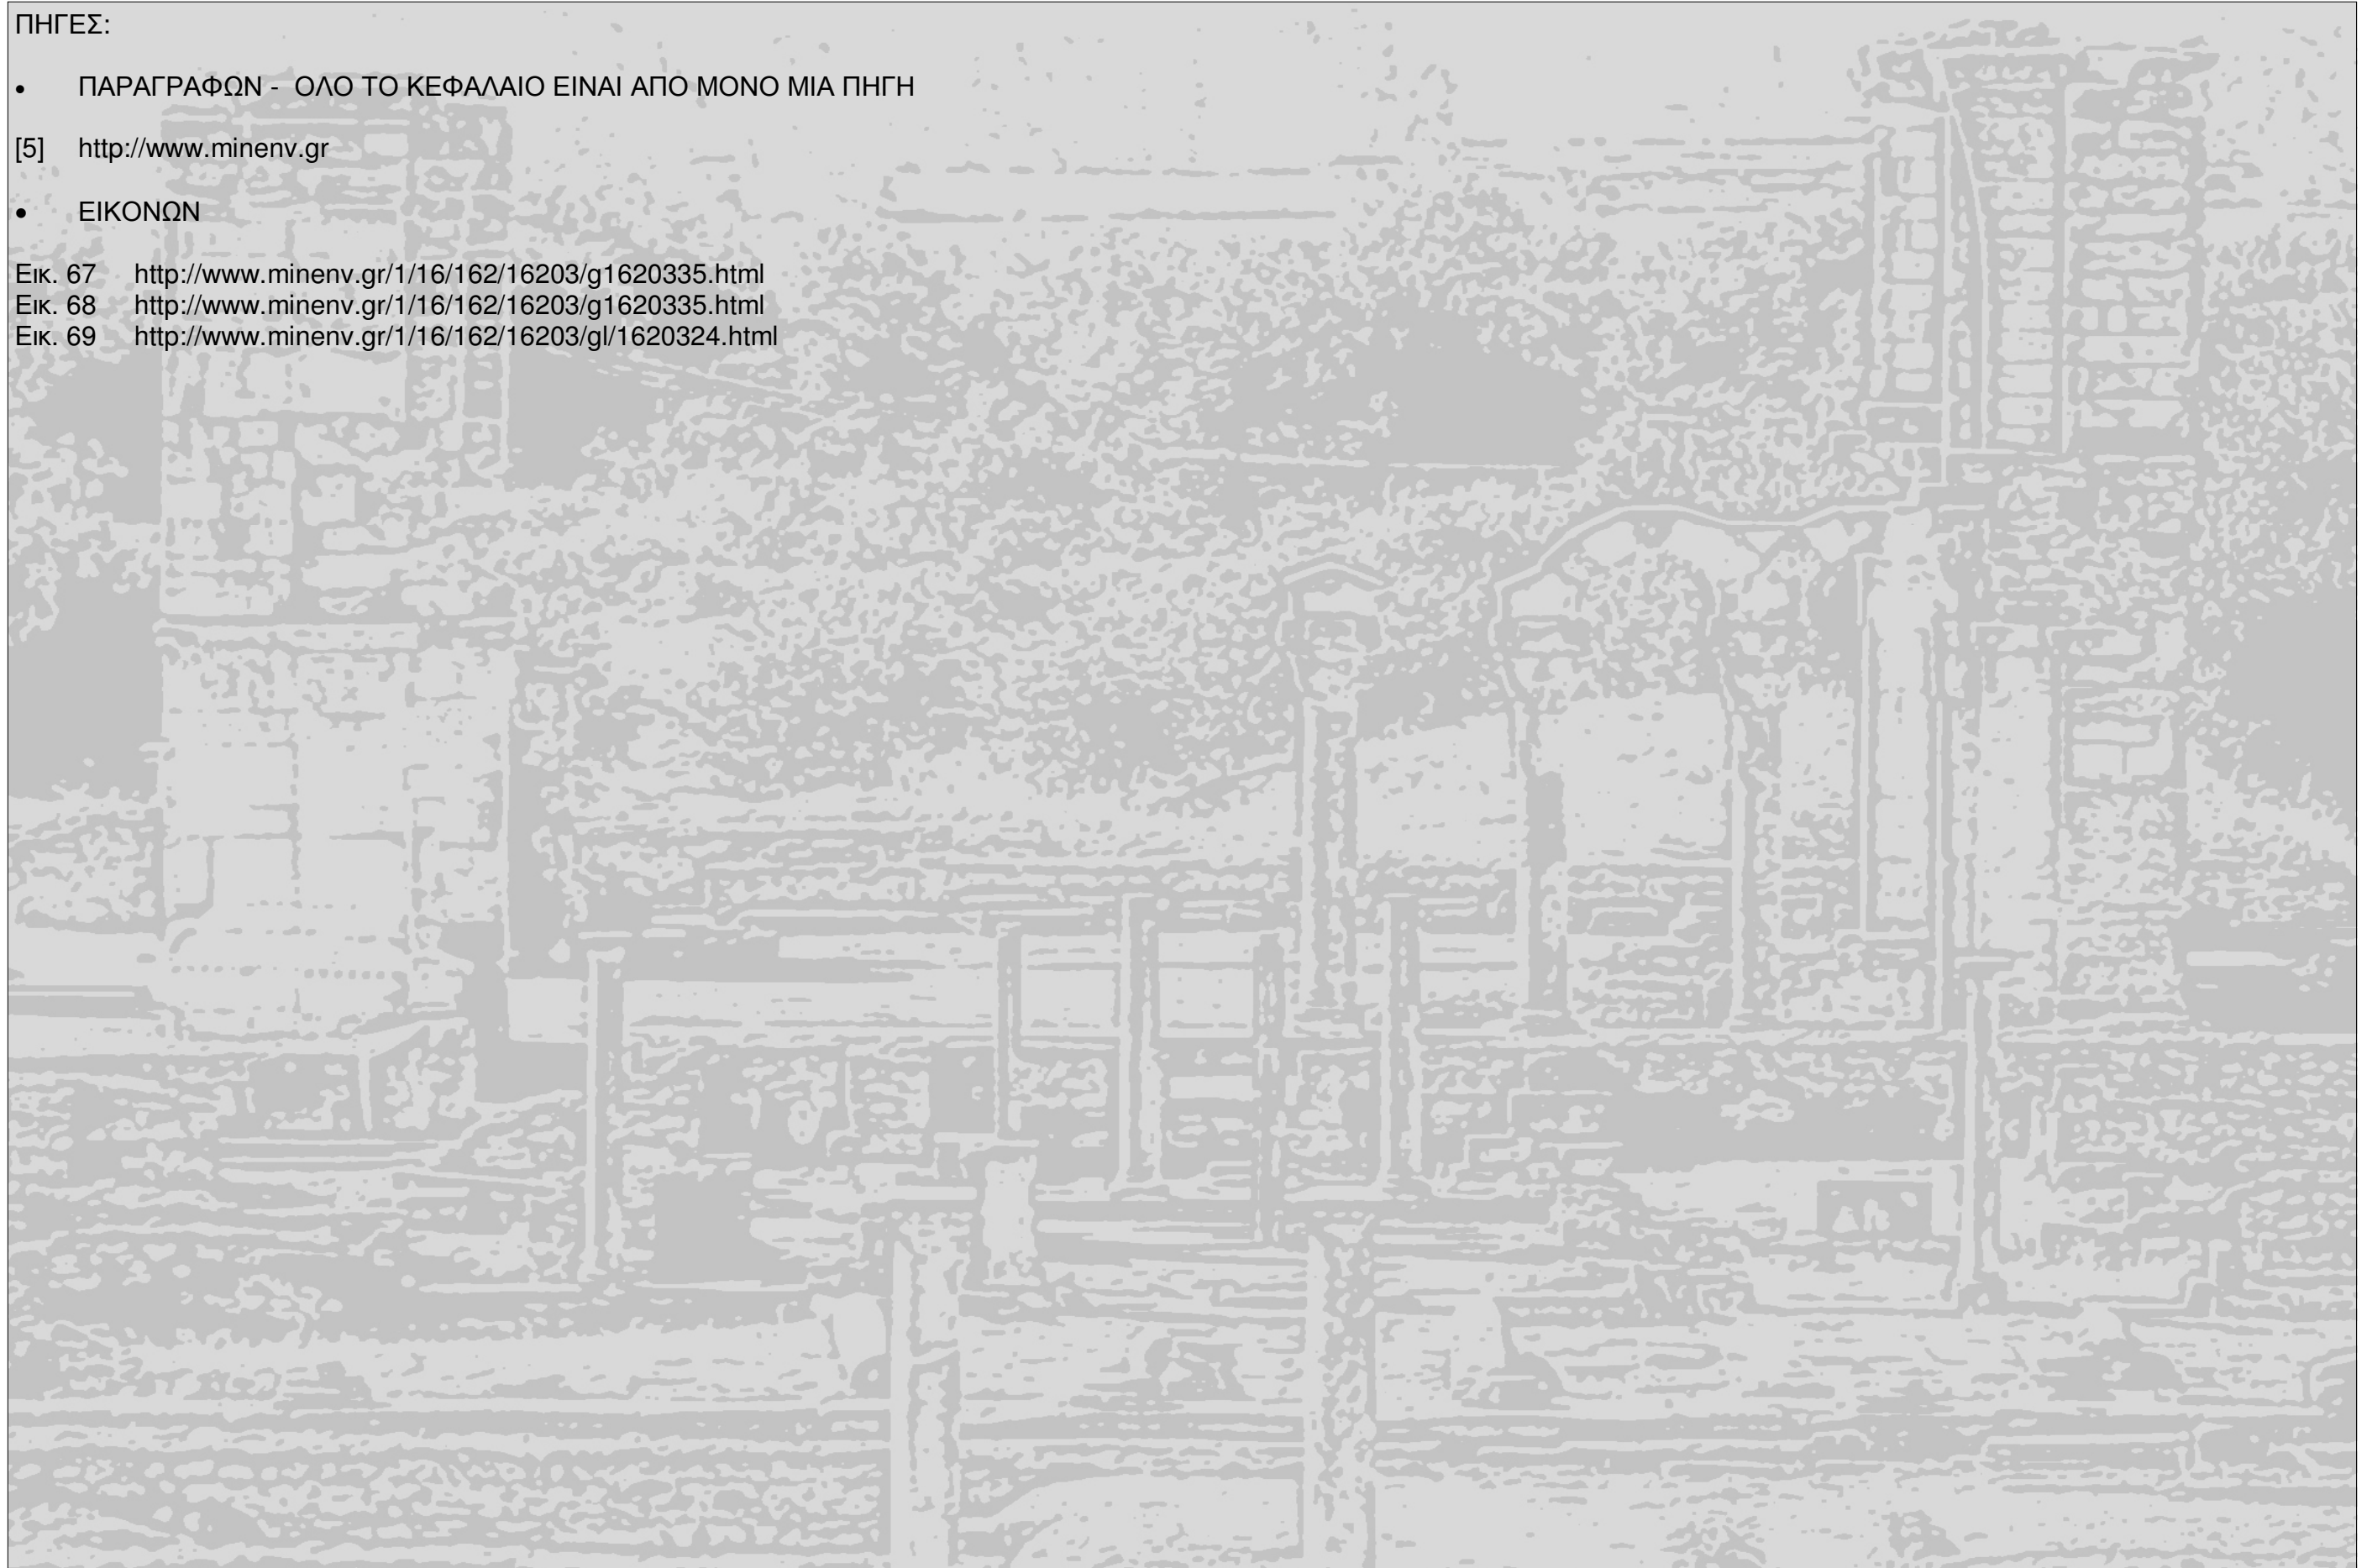 ΠΗΓΕΣ:
• ΠΑΡΑΓΡΑΦΩΝ - ΟΛΟ ΤΟ ΚΕΦΑΛΑΙΟ ΕΙΝΑΙ ΑΠΟ ΜΟΝΟ ΜΙΑ ΠΗΓΗ
[5] http://www.minenv.gr
• ΕΙΚΟΝΩΝ
Εικ. 67 http://www.minenv.gr/1/16/162/16203/g1620335.html
Εικ. 68 http://www.minenv.gr/1/16/162/16203/g1620335.html
Εικ. 69 http://www.minenv.gr/1/16/162/16203/gl/1620324.html